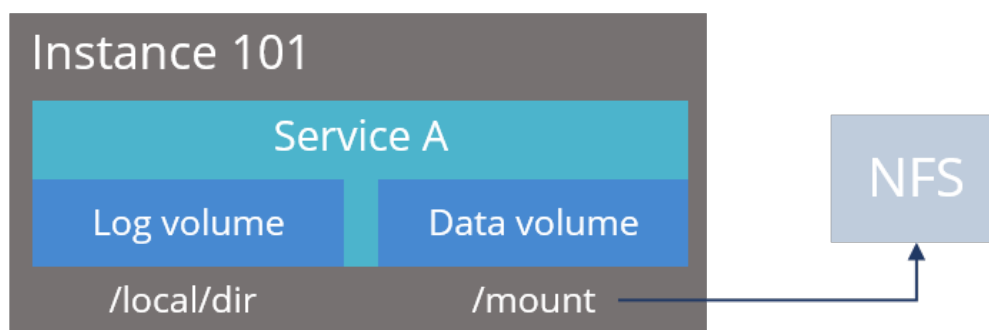 Instance 101
Service A
NFS
Log volume
Data volume
/local/dir
/mount